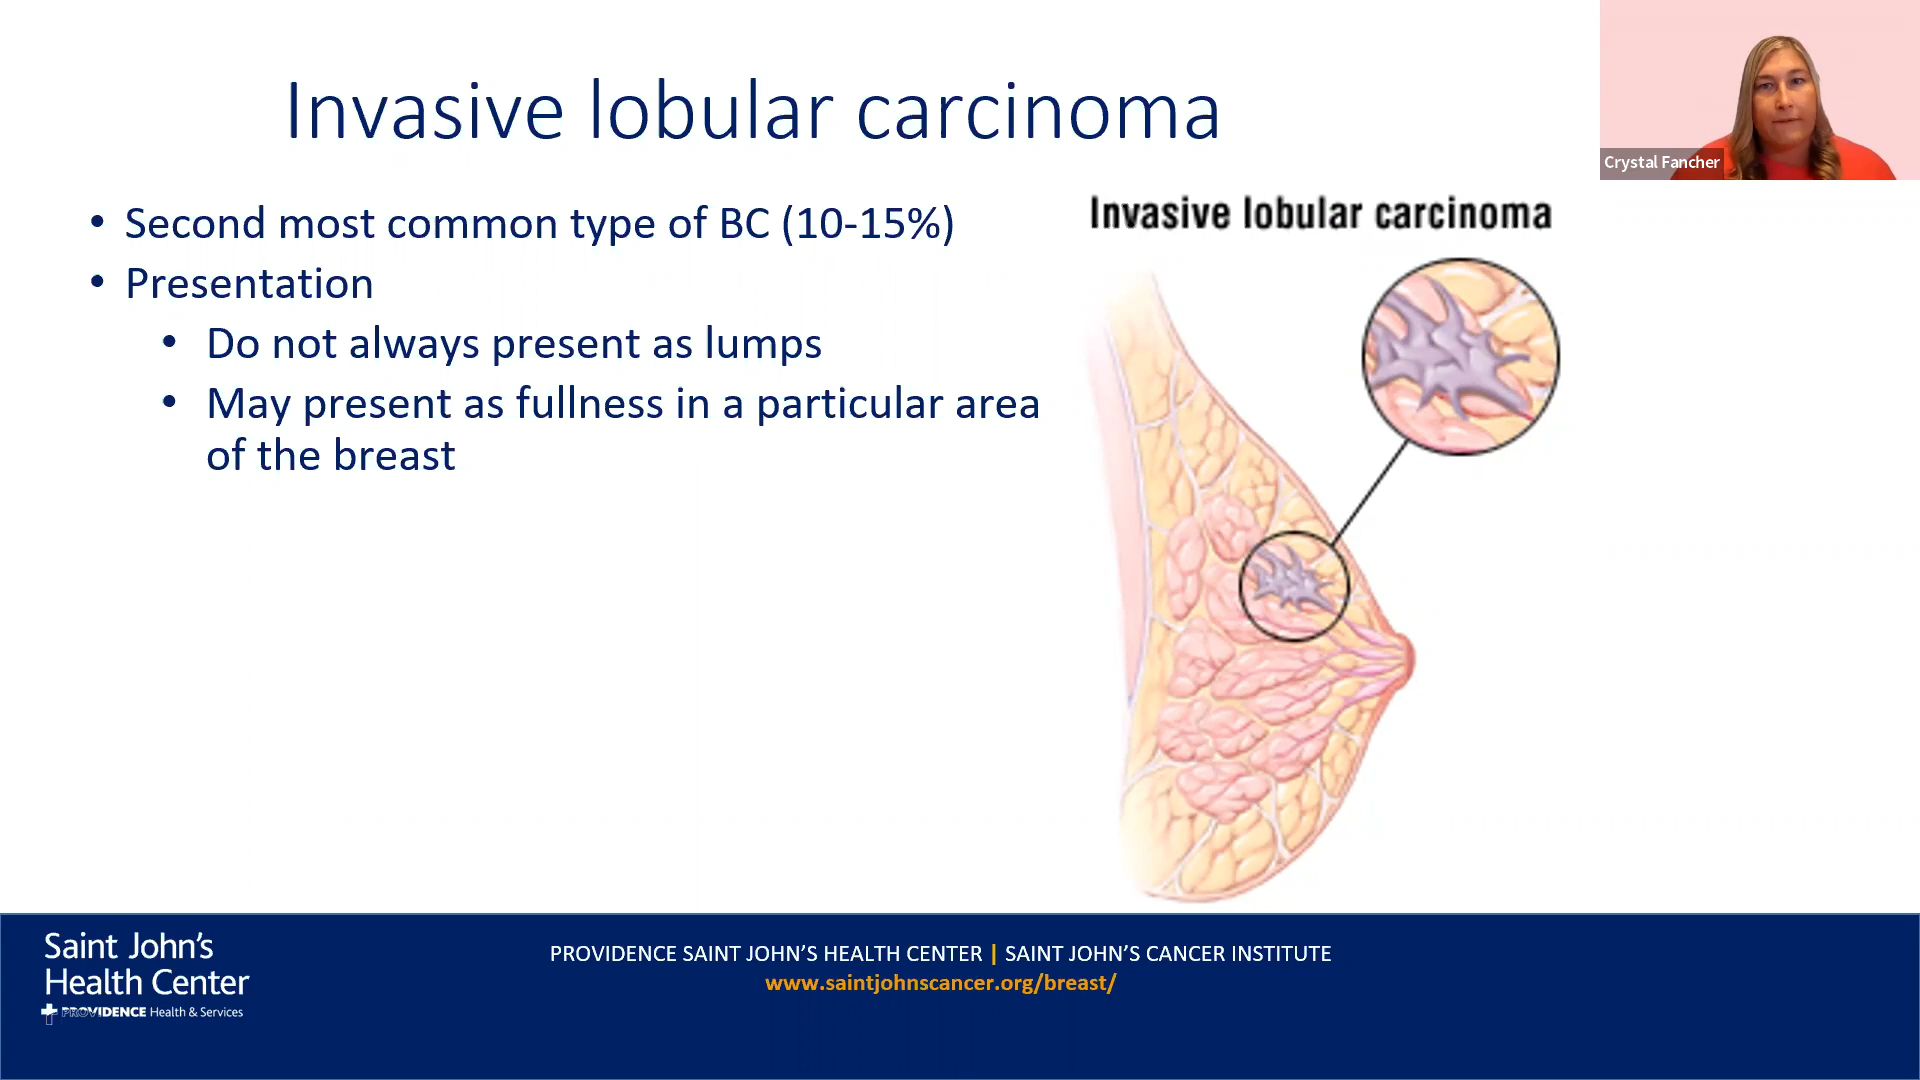 Invasive lobular carcinoma
• Second most common type of BC (10-15%)
• Presentation
• Do not always present as lumps
• May present as fullness in a particular area
of the breast
Invasive lobular carcinoma
Crystal Fancher
Saint John’s
Health Center
PROVIDENCE Health & Services
PROVIDENCE SAINT JOHN’S HEALTH CENTER | SAINT JOHN’S CANCER INSTITUTE
www.saintjohnscancer.org/breast/